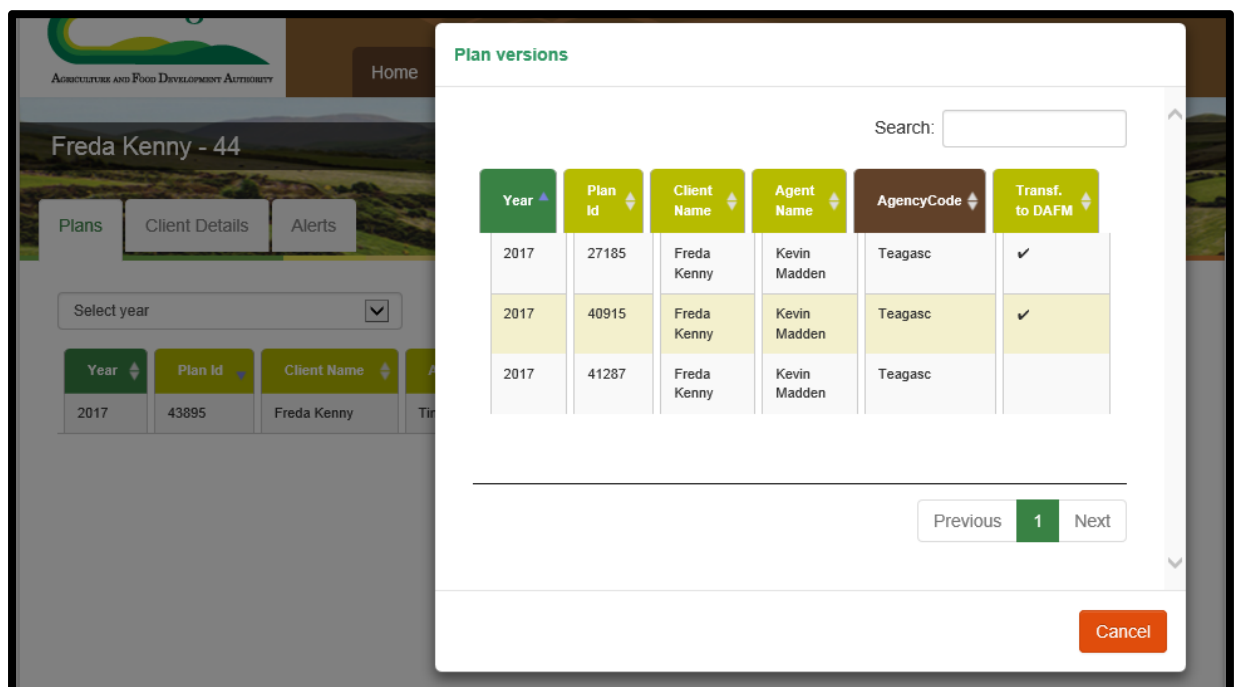 AGRICULTURE AND FOOD DEVELOPMENT AUTHORITY
Home
Freda Kenny - 44
Plans Client Details Alerts
Select year
Year Plan Id Client Name
2017 43895 Freda Kenny
Plan versions
Search:
Year Plan Id Client Name Agent Name AgencyCode Transf. to DAFM
2017 27185 Freda Kenny Kevin Madden Teagasc ✔
2017 40915 Freda Kenny Kevin Madden Teagasc ✔
2017 41287 Freda Kenny Kevin Madden Teagasc
Previous 1 Next
Cancel